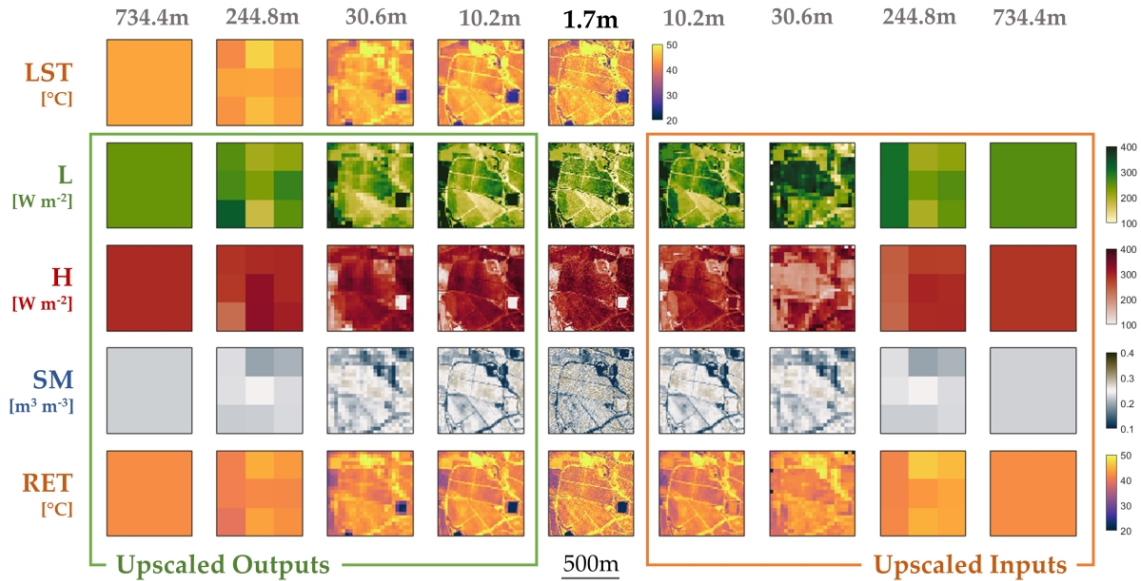 734.4m 244.8m 30.6m 10.2m 1.7m 10.2m 30.6m 244.8m 734.4m
LST
[°C]
50
40
30
20
L
[W m⁻²]
400
300
200
100
H
[W m⁻²]
400
300
200
100
SM
[m³ m⁻³]
0.4
0.3
0.2
0.1
RET
[°C]
50
40
30
20
Upscaled Outputs
500m
Upscaled Inputs